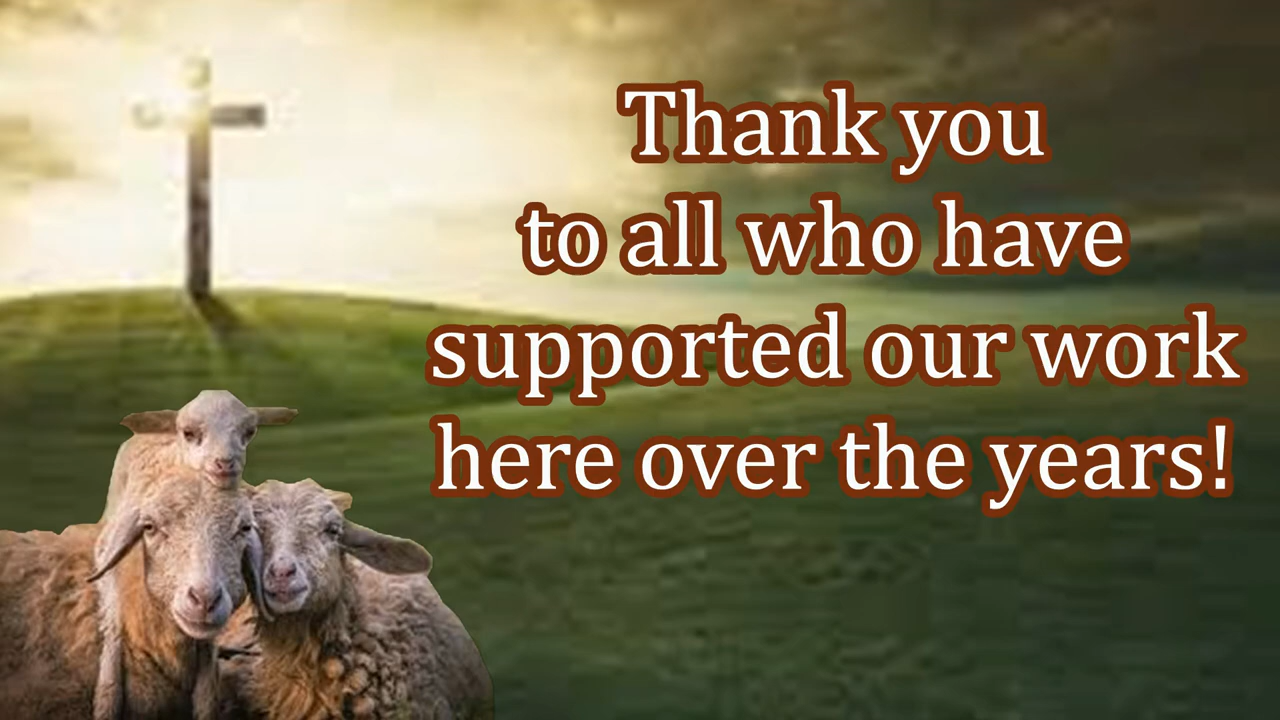 Thank you
to all who have
supported our work
here over the years!